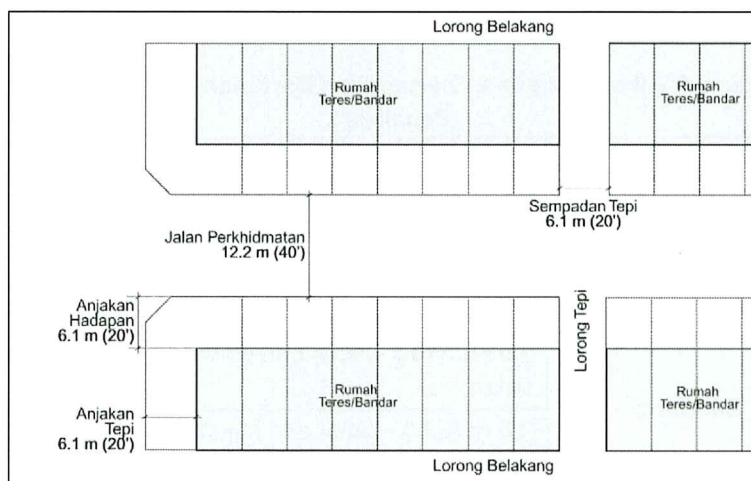 Lorong Belakang
Rumah
Teres/Bandar
Rumah
Teres/Bandar
Sempadan Tepi
6.1 m (20')
Jalan Perkhidmatan
12.2 m (40')
Anjakan
Hadapan
6.1 m (20')
Lorong Tepi
Rumah
Teres/Bandar
Rumah
Teres/Bandar
Anjakan
Tepi
6.1 m (20')
Lorong Belakang